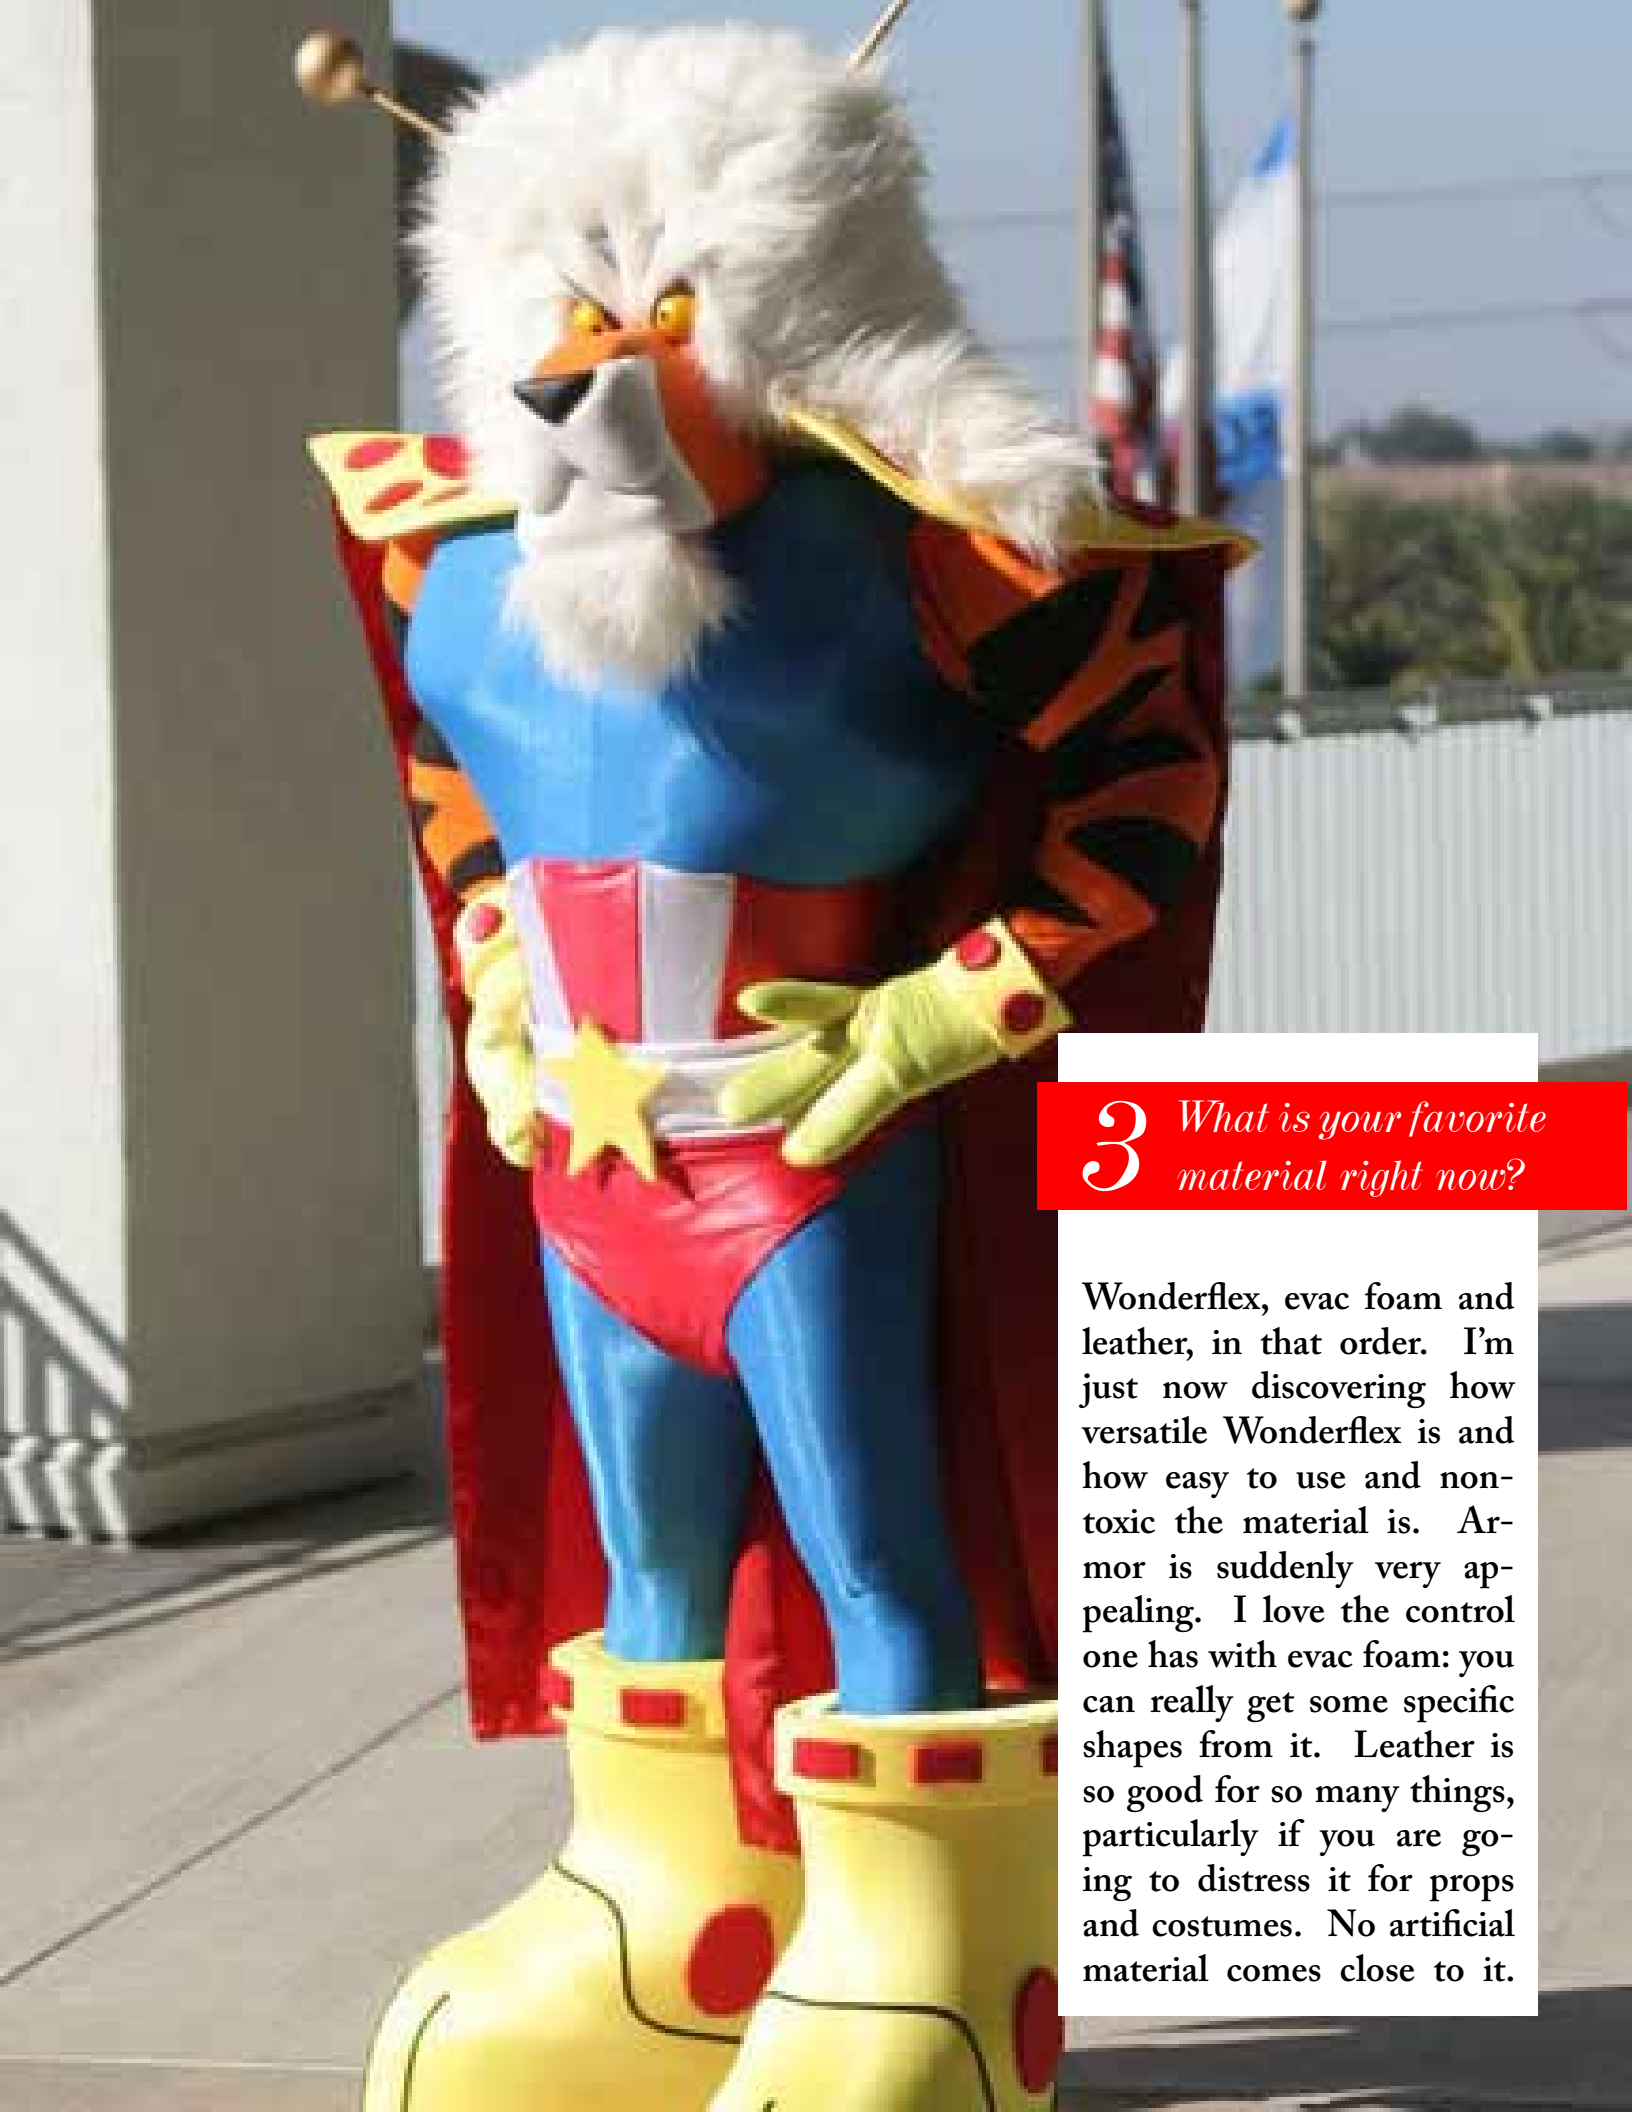 3 What is your favorite
material right now?
Wonderflex, evac foam and
leather, in that order. I'm
just now discovering how
versatile Wonderflex is and
how easy to use and non-
toxic the material is. Ar-
mor is suddenly very ap-
pealing. I love the control
one has with evac foam: you
can really get some specific
shapes from it. Leather is
so good for so many things,
particularly if you are go-
ing to distress it for props
and costumes. No artificial
material comes close to it.